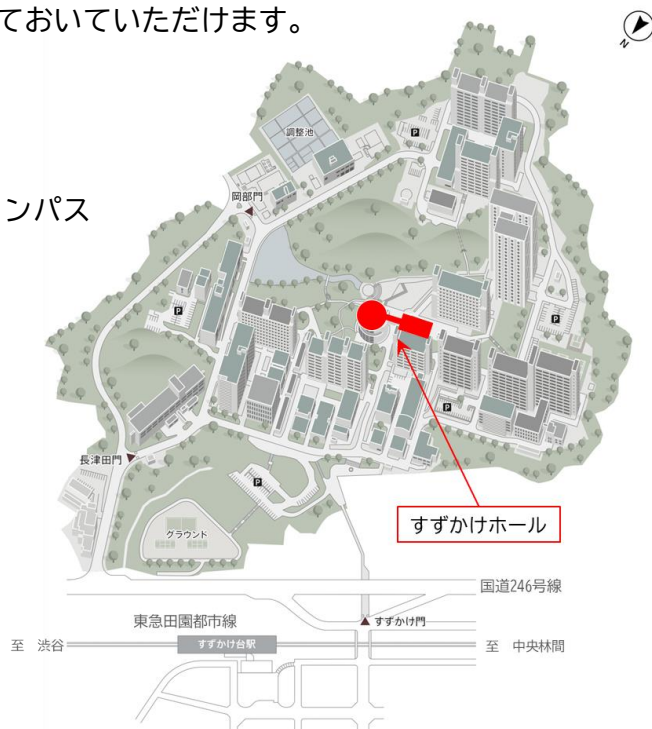 ておいていただけます。
N
ンパス
調整池
P
岡部門
P
P
P
長津田門
P
グラウンド
すずかけホール
国道246号線
東急田園都市線
すずかけ門
至 渋谷
すずかけ台駅
至 中央林間